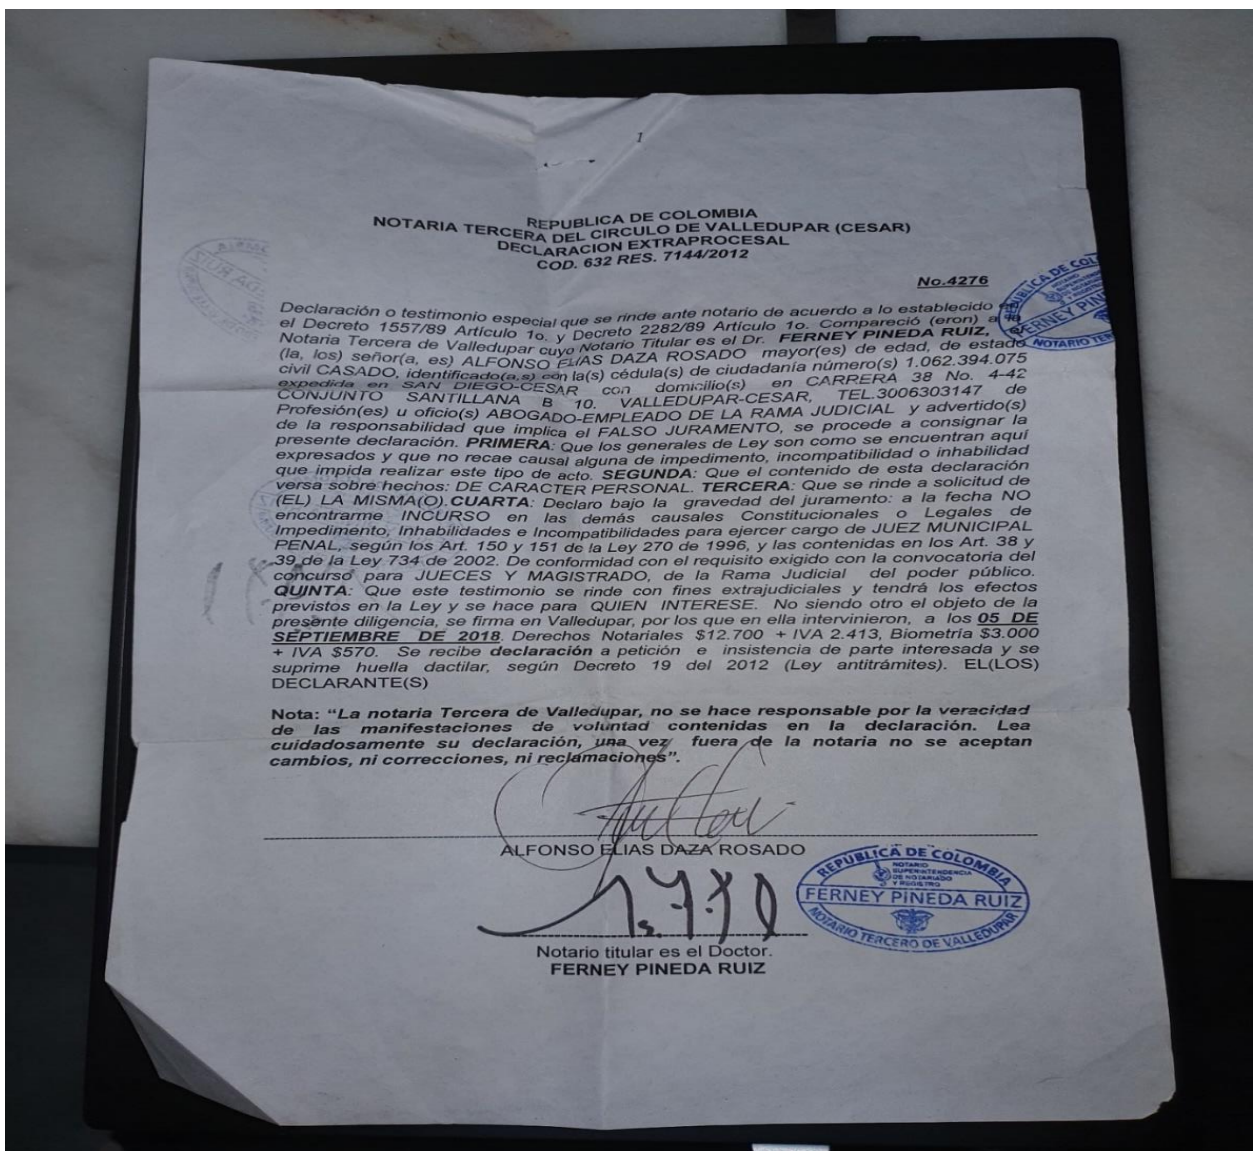 1
REPUBLICA DE COLOMBIA
NOTARIA TERCERA DEL CIRCULO DE VALLEDUPAR (CESAR)
DECLARACION EXTRAPROCESAL
COD. 632 RES. 7144/2012
No.4276
Declaración o testimonio especial que se rinde ante notario de acuerdo a lo establecido en
el Decreto 1557/89 Artículo 1o. y Decreto 2282/89 Artículo 1o. Compareció (eron) a la
Notaria Tercera de Valledupar cuyo Notario Titular es el Dr. FERNEY PINEDA RUIZ,
(la, los) señor(a, es) ALFONSO ELIAS DAZA ROSADO mayor(es) de edad, de estado
civil CASADO, identificado(a,s) con la(s) cédula(s) de ciudadanía número(s) 1.062.394.075
expedida en SAN DIEGO-CESAR con domicilio(s) en CARRERA 38 No. 4-42
CONJUNTO SANTILLANA B 10. VALLEDUPAR-CESAR, TEL.3006303147 de
Profesión(es) u oficio(s) ABOGADO-EMPLEADO DE LA RAMA JUDICIAL y advertido(s)
de la responsabilidad que implica el FALSO JURAMENTO, se procede a consignar la
presente declaración. PRIMERA: Que los generales de Ley son como se encuentran aquí
expresados y que no recae causal alguna de impedimento, incompatibilidad o inhabilidad
que impida realizar este tipo de acto. SEGUNDA: Que el contenido de esta declaración
versa sobre hechos: DE CARACTER PERSONAL. TERCERA: Que se rinde a solicitud de
(EL) LA MISMA(O). CUARTA: Declaro bajo la gravedad del juramento: a la fecha NO
encontrarme INCURSO en las demás causales Constitucionales o Legales de
Impedimento, Inhabilidades e Incompatibilidades para ejercer cargo de JUEZ MUNICIPAL
PENAL, según los Art. 150 y 151 de la Ley 270 de 1996, y las contenidas en los Art. 38 y
39 de la Ley 734 de 2002. De conformidad con el requisito exigido con la convocatoria del
concurso para JUECES Y MAGISTRADO, de la Rama Judicial del poder público.
QUINTA: Que este testimonio se rinde con fines extrajudiciales y tendrá los efectos
previstos en la Ley y se hace para QUIEN INTERESE. No siendo otro el objeto de la
presente diligencia, se firma en Valledupar, por los que en ella intervinieron, a los 05 DE
SEPTIEMBRE DE 2018. Derechos Notariales $12.700 + IVA 2.413, Biometría $3.000
+ IVA $570. Se recibe declaración a petición e insistencia de parte interesada y se
suprime huella dactilar, según Decreto 19 del 2012 (Ley antitrámites). EL(LOS)
DECLARANTE(S)
Nota: “La notaria Tercera de Valledupar, no se hace responsable por la veracidad
de las manifestaciones de voluntad contenidas en la declaración. Lea
cuidadosamente su declaración, una vez fuera de la notaria no se aceptan
cambios, ni correcciones, ni reclamaciones”.
ALFONSO ELIAS DAZA ROSADO
REPUBLICA DE COLOMBIA
NOTARIO
SUPERINTENDENCIA
DE NOTARIADO
Y REGISTRO
FERNEY PINEDA RUIZ
NOTARIO TERCERO DE VALLEDUPAR
Notario titular es el Doctor.
FERNEY PINEDA RUIZ